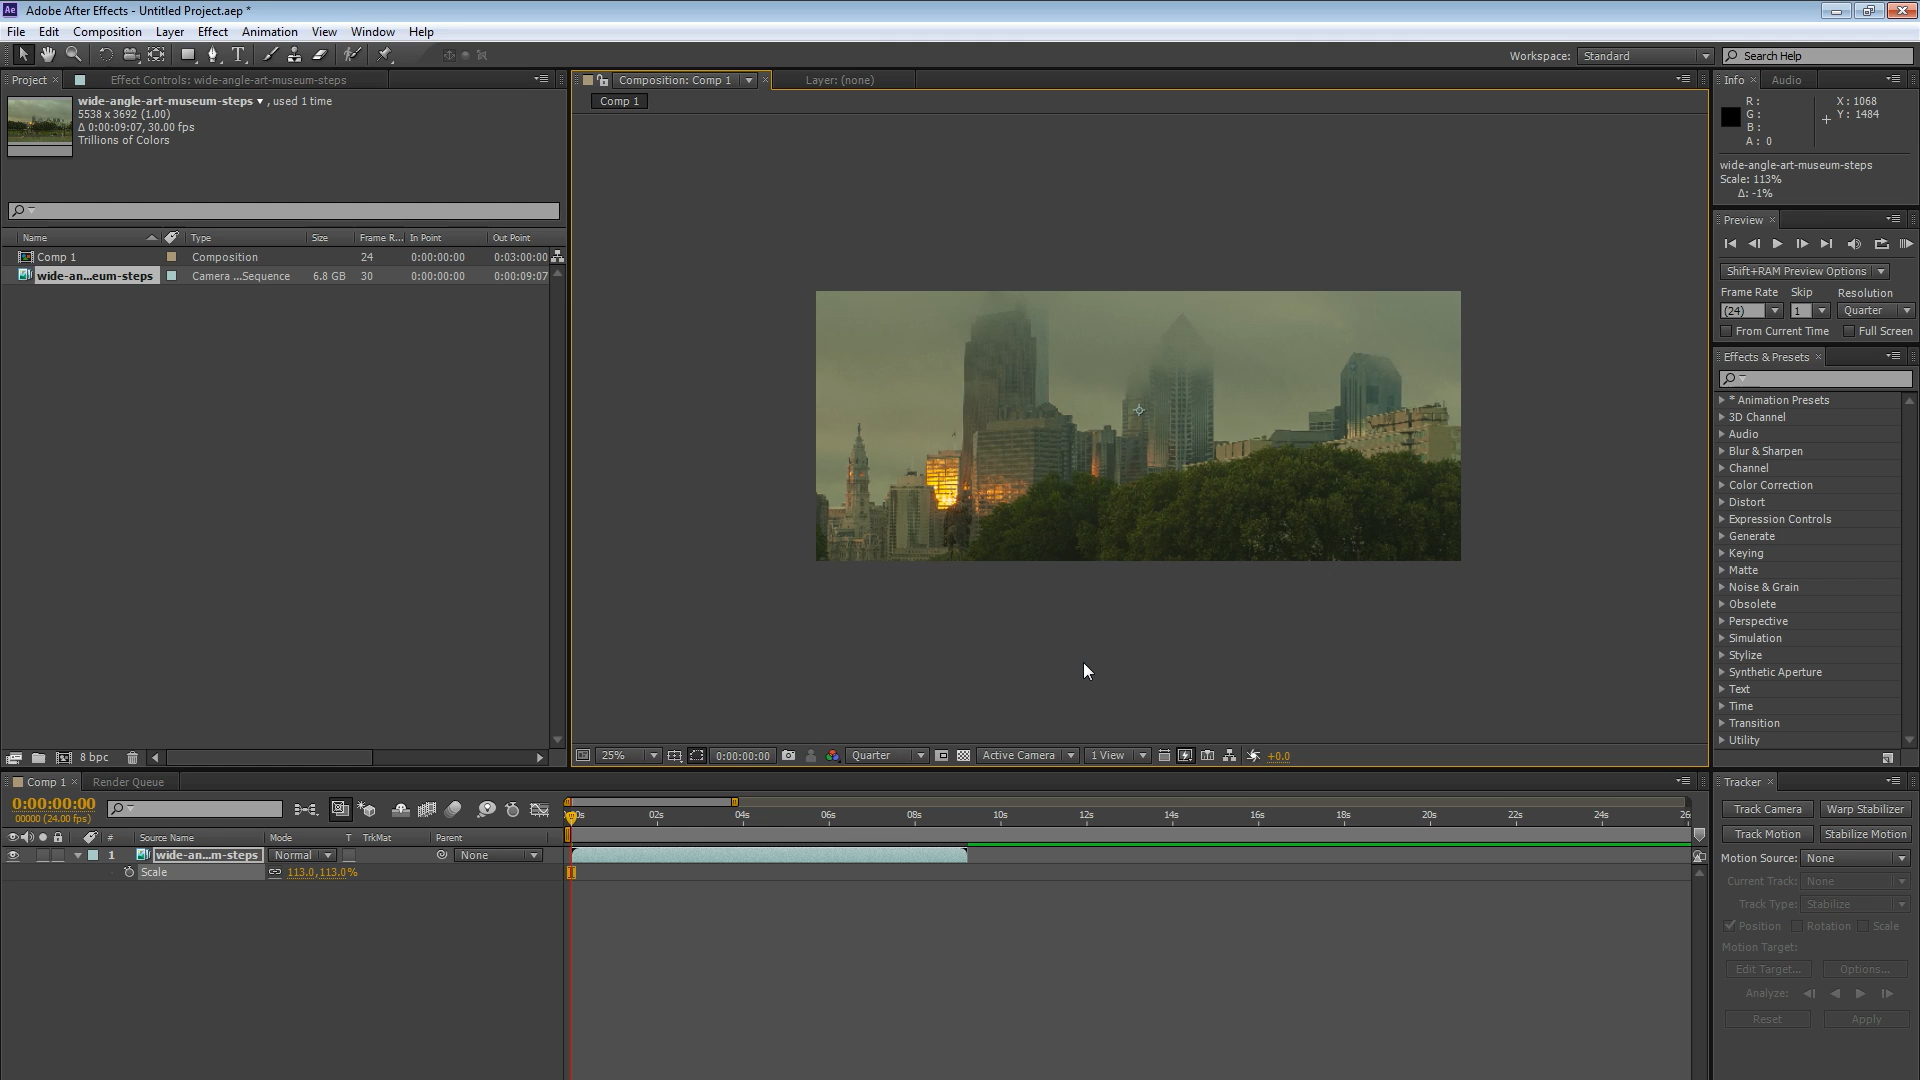 Adobe After Effects - Untitled Project.aep *
File Edit Composition Layer Effect Animation View Window Help
Workspace: Standard Search Help
Project × Effect Controls: wide-angle-art-museum-steps
wide-angle-art-museum-steps ▾ , used 1 time
5538 x 3692 (1.00)
Δ 0:00:09:07, 30.00 fps
Trillions of Colors
Name Type Size Frame R... In Point Out Point
Comp 1 Composition 24 0:00:00:00 0:03:00:00
wide-an...eum-steps Camera ...Sequence 6.8 GB 30 0:00:00:00 0:00:09:07
8 bpc
Composition: Comp 1 Layer: (none)
Comp 1
25% 0:00:00:00 Quarter Active Camera 1 View +0.0
Info × Audio
R: X: 1068
G: Y: 1484
B:
A: 0
wide-angle-art-museum-steps
Scale: 113%
Δ: -1%
Preview ×
Shift+RAM Preview Options
Frame Rate Skip Resolution
(24) 1 Quarter
From Current Time Full Screen
Effects & Presets ×
* Animation Presets
3D Channel
Audio
Blur & Sharpen
Channel
Color Correction
Distort
Expression Controls
Generate
Keying
Matte
Noise & Grain
Obsolete
Perspective
Simulation
Stylize
Synthetic Aperture
Text
Time
Transition
Utility
Comp 1 × Render Queue
0:00:00:00
00000 (24.00 fps)
# Source Name Mode T TrkMat Parent
1 wide-an...m-steps Normal None
Scale 113.0,113.0%
02s 04s 06s 08s 10s 12s 14s 16s 18s 20s 22s 24s 26
Tracker ×
Track Camera Warp Stabilizer
Track Motion Stabilize Motion
Motion Source: None
Current Track: None
Track Type: Stabilize
Position Rotation Scale
Motion Target:
Edit Target... Options...
Analyze:
Reset Apply